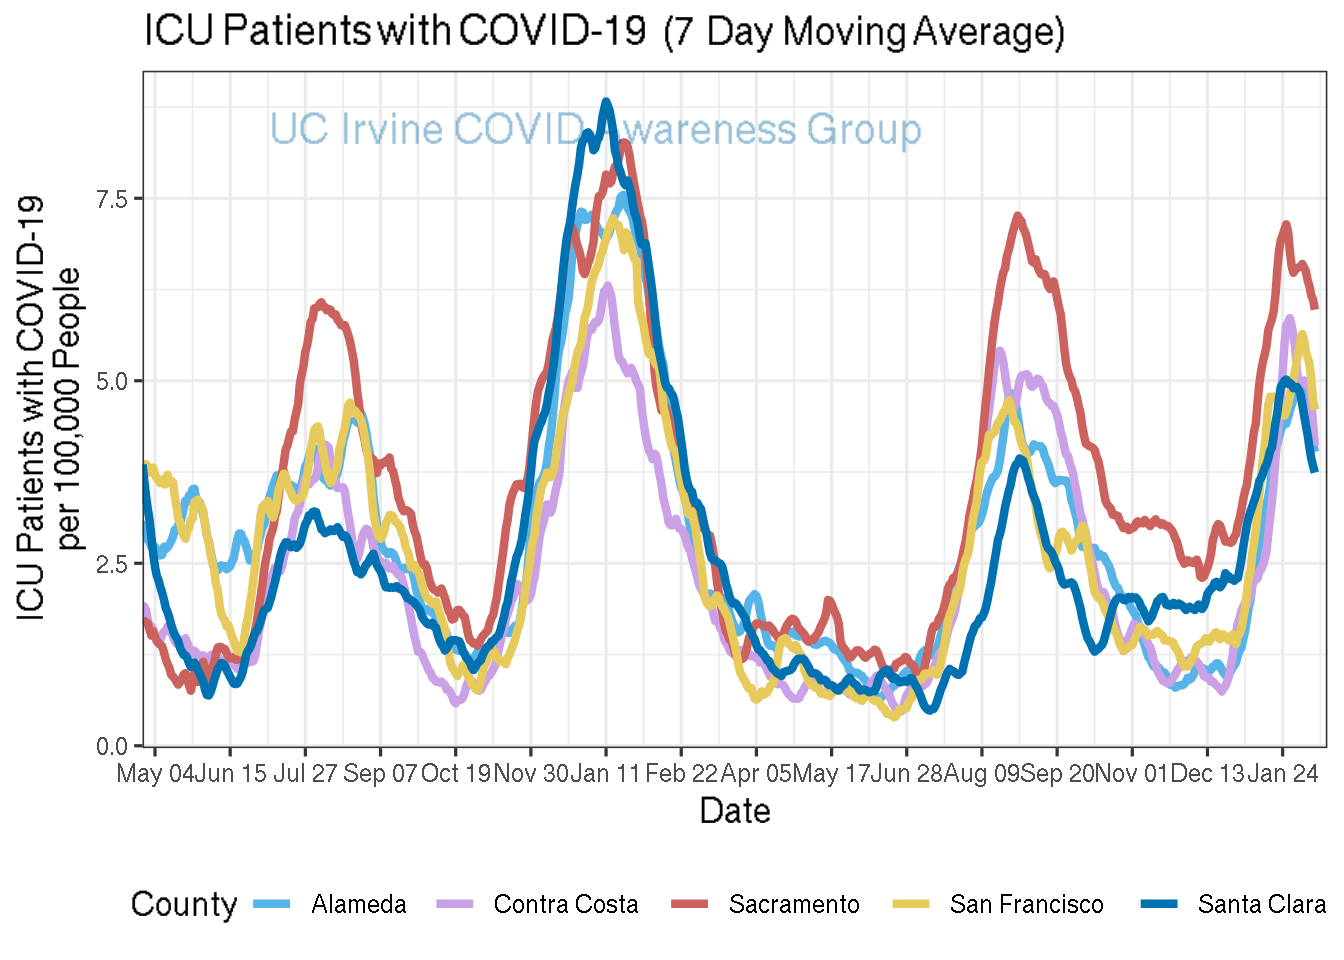 ICU Patients with COVID-19 (7 Day Moving Average)
UC Irvine COVID Awareness Group
ICU Patients with COVID-19
per 100,000 People
7.5
5.0
2.5
0.0
May 04 Jun 15 Jul 27 Sep 07 Oct 19 Nov 30 Jan 11 Feb 22 Apr 05 May 17 Jun 28 Aug 09 Sep 20 Nov 01 Dec 13 Jan 24
Date
County Alameda Contra Costa Sacramento San Francisco Santa Clara